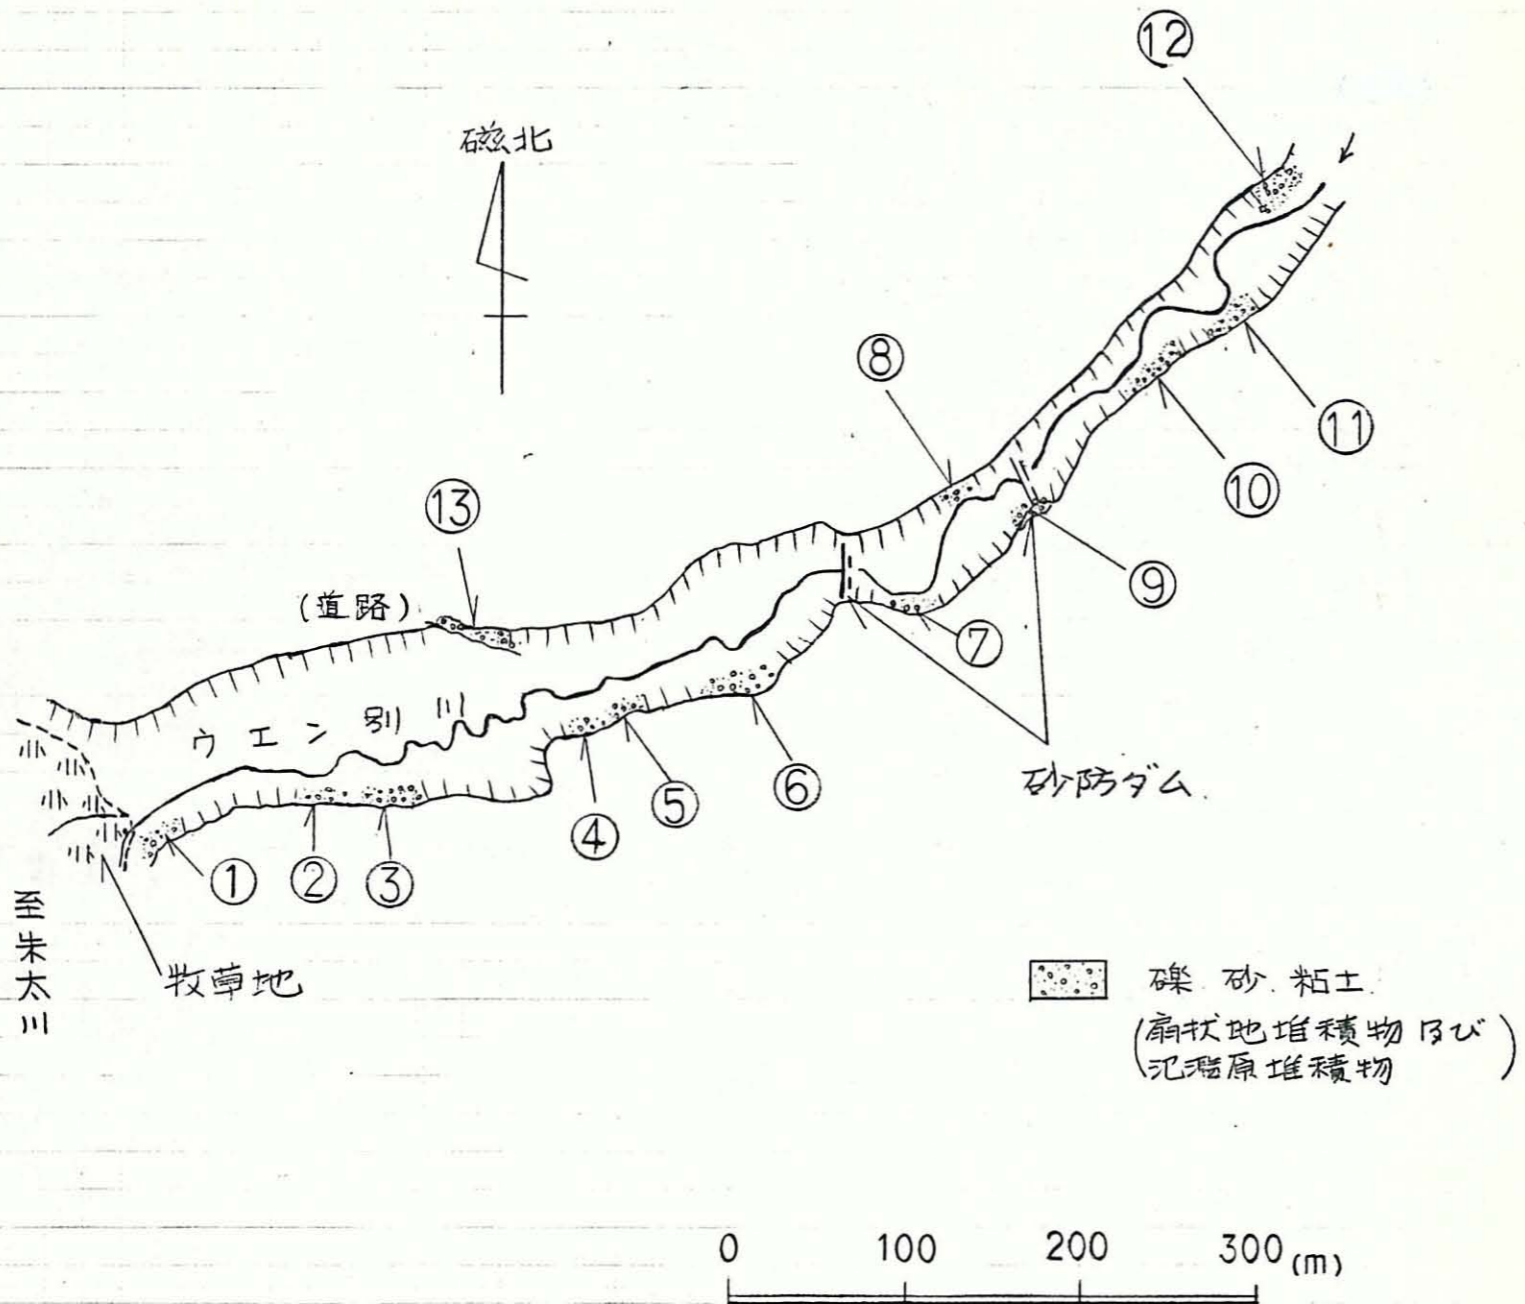 ⑫
磁北
⑧
⑪
⑬
⑩
(道路)
⑨
⑦
ウエン別川
⑥
砂防ダム
⑤
④
①
②
③
至朱太川
牧草地
礫.砂.粘土.
(扇状地堆積物及び
氾濫原堆積物)
0 100 200 300(m)